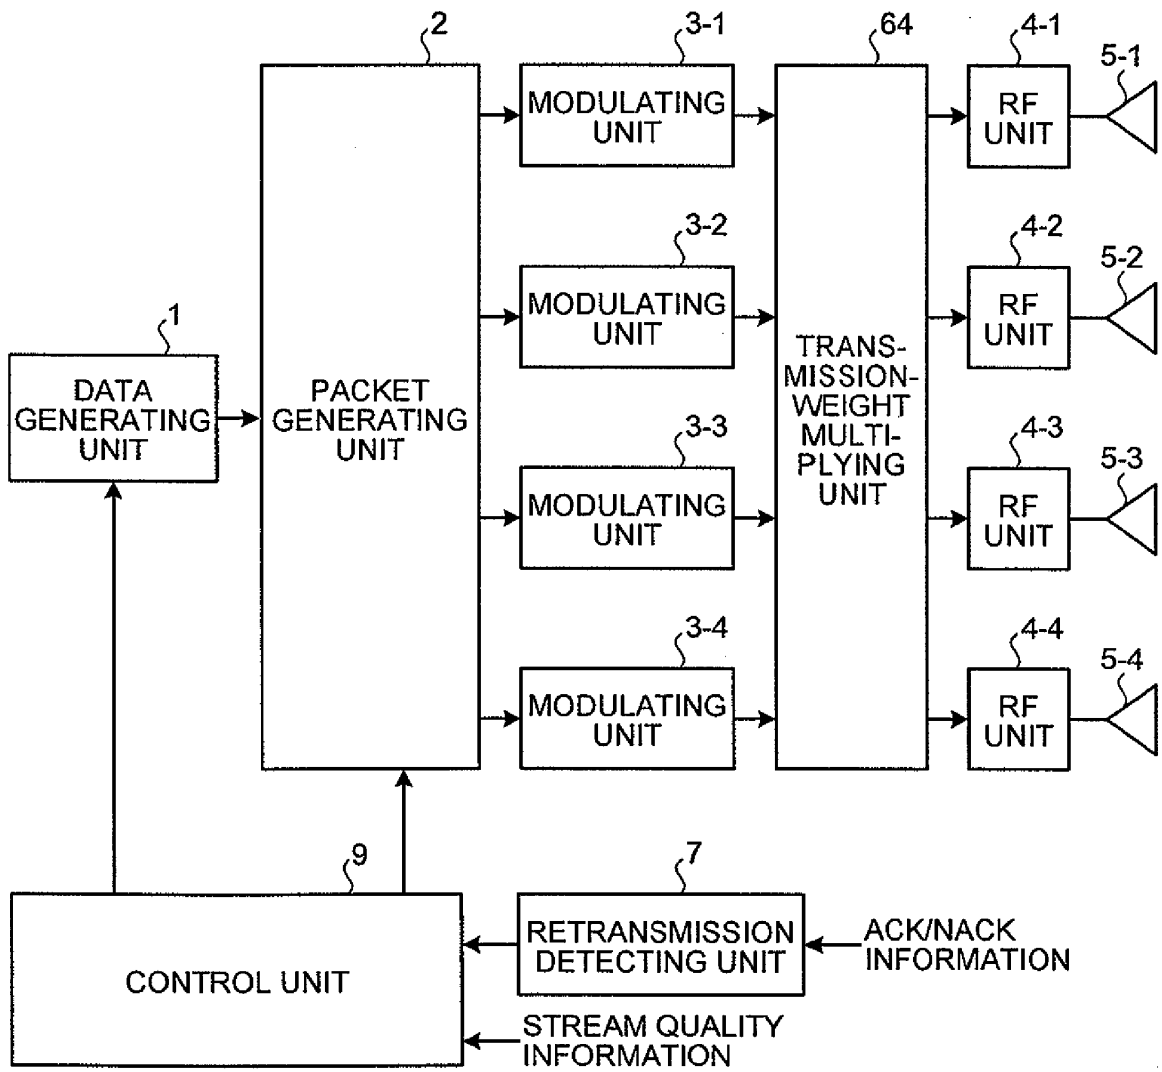 2
3-1
64
4-1
5-1
MODULATING
UNIT
RF
UNIT
3-2
4-2
5-2
MODULATING
UNIT
RF
UNIT
1
DATA
GENERATING
UNIT
PACKET
GENERATING
UNIT
TRANS-
MISSION-
WEIGHT
MULTI-
PLYING
UNIT
3-3
4-3
5-3
MODULATING
UNIT
RF
UNIT
3-4
4-4
5-4
MODULATING
UNIT
RF
UNIT
9
7
CONTROL UNIT
RETRANSMISSION
DETECTING UNIT
ACK/NACK
INFORMATION
STREAM QUALITY
INFORMATION